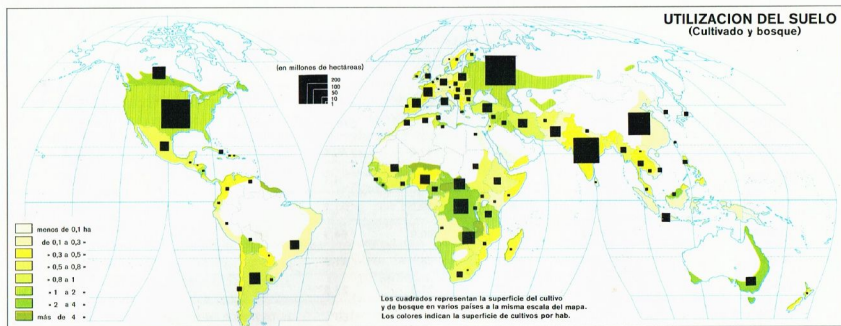 UTILIZACION DEL SUELO
(Cultivado y bosque)
(en millones de hectáreas)
200
100
50
10
1
menos de 0,1 ha
de 0,1 a 0,3 »
» 0,3 a 0,5 »
» 0,5 a 0,8 »
» 0,8 a 1
» 1 a 2 »
» 2 a 4 »
más de 4 »
Los cuadrados representan la superficie del cultivo
y de bosque en varios países a la misma escala del mapa.
Los colores indican la superficie de cultivos por hab.